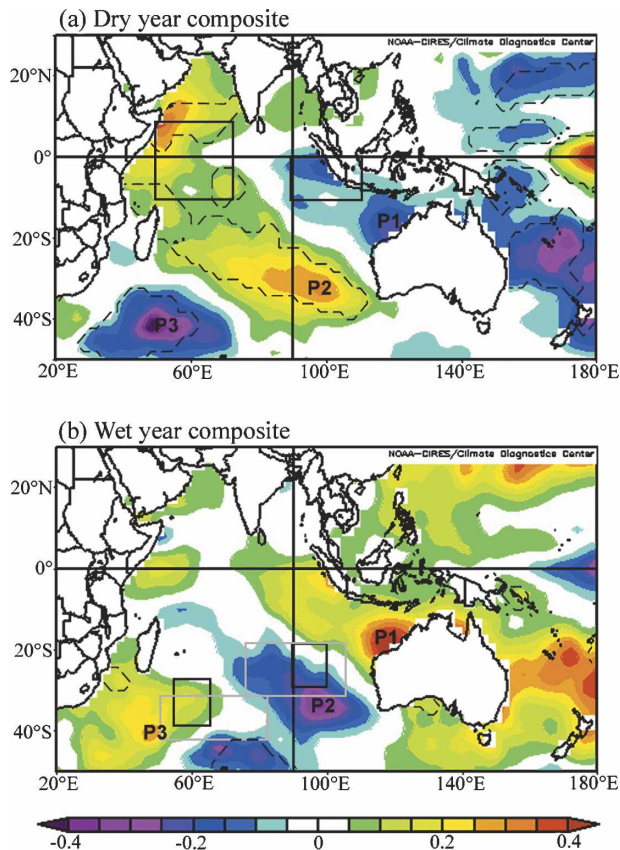 (a) Dry year composite
NOAA-CIRES/Climate Diagnostics Center
20°N
0°
20°S
40°S
P1
P2
P3
20°E
60°E
100°E
140°E
180°E
(b) Wet year composite
NOAA-CIRES/Climate Diagnostics Center
20°N
0°
20°S
40°S
P1
P2
P3
20°E
60°E
100°E
140°E
180°E
-0.4
-0.2
0
0.2
0.4